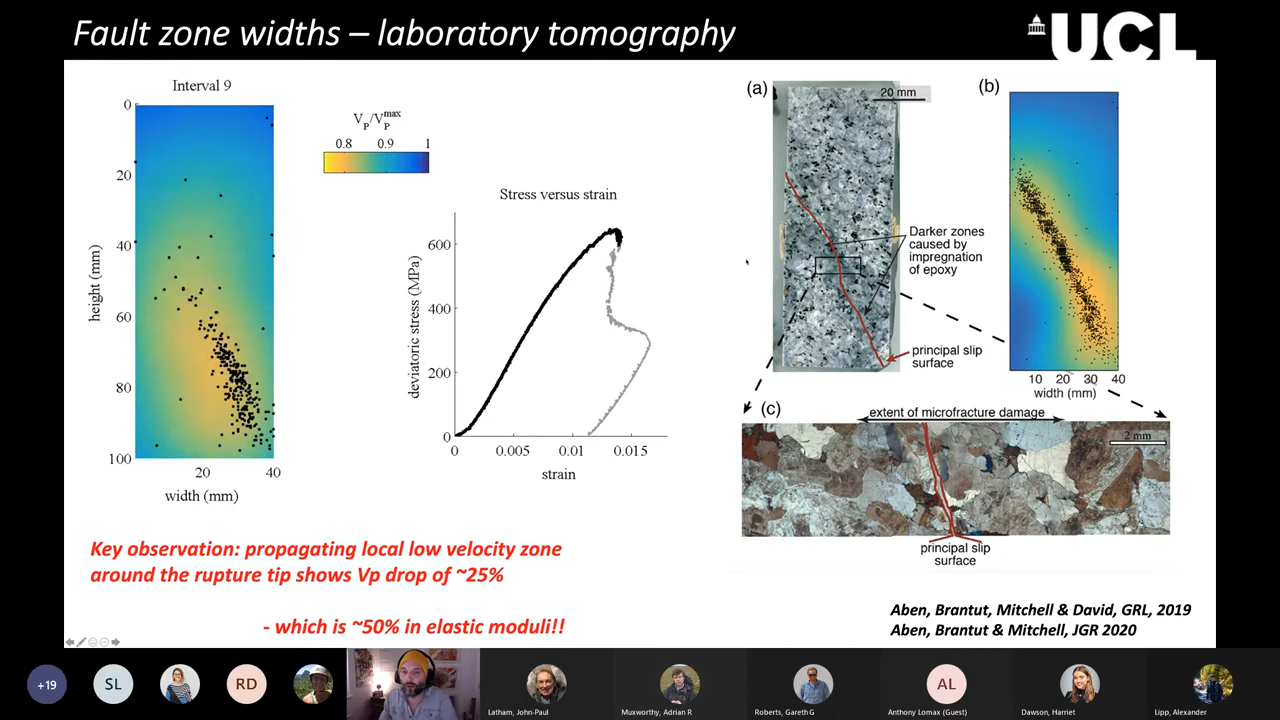 Fault zone widths – laboratory tomography
UCL
Interval 9
0
20
40
60
80
100
height (mm)
20
40
width (mm)
V_P/V_P^max
0.8
0.9
1
Stress versus strain
600
400
200
0
deviatoric stress (MPa)
0
0.005
0.01
0.015
strain
(a)
20 mm
Darker zones
caused by
impregnation
of epoxy
principal slip
surface
(b)
10
20
30
40
width (mm)
(c)
extent of microfracture damage
2 mm
principal slip
surface
Key observation: propagating local low velocity zone
around the rupture tip shows Vp drop of ~25%
- which is ~50% in elastic moduli!!
Aben, Brantut, Mitchell & David, GRL, 2019
Aben, Brantut & Mitchell, JGR 2020
+19
SL
RD
AL
Latham, John-Paul
Muxworthy, Adrian R
Roberts, Gareth G
Anthony Lomax (Guest)
Dawson, Harriet
Lipp, Alexander